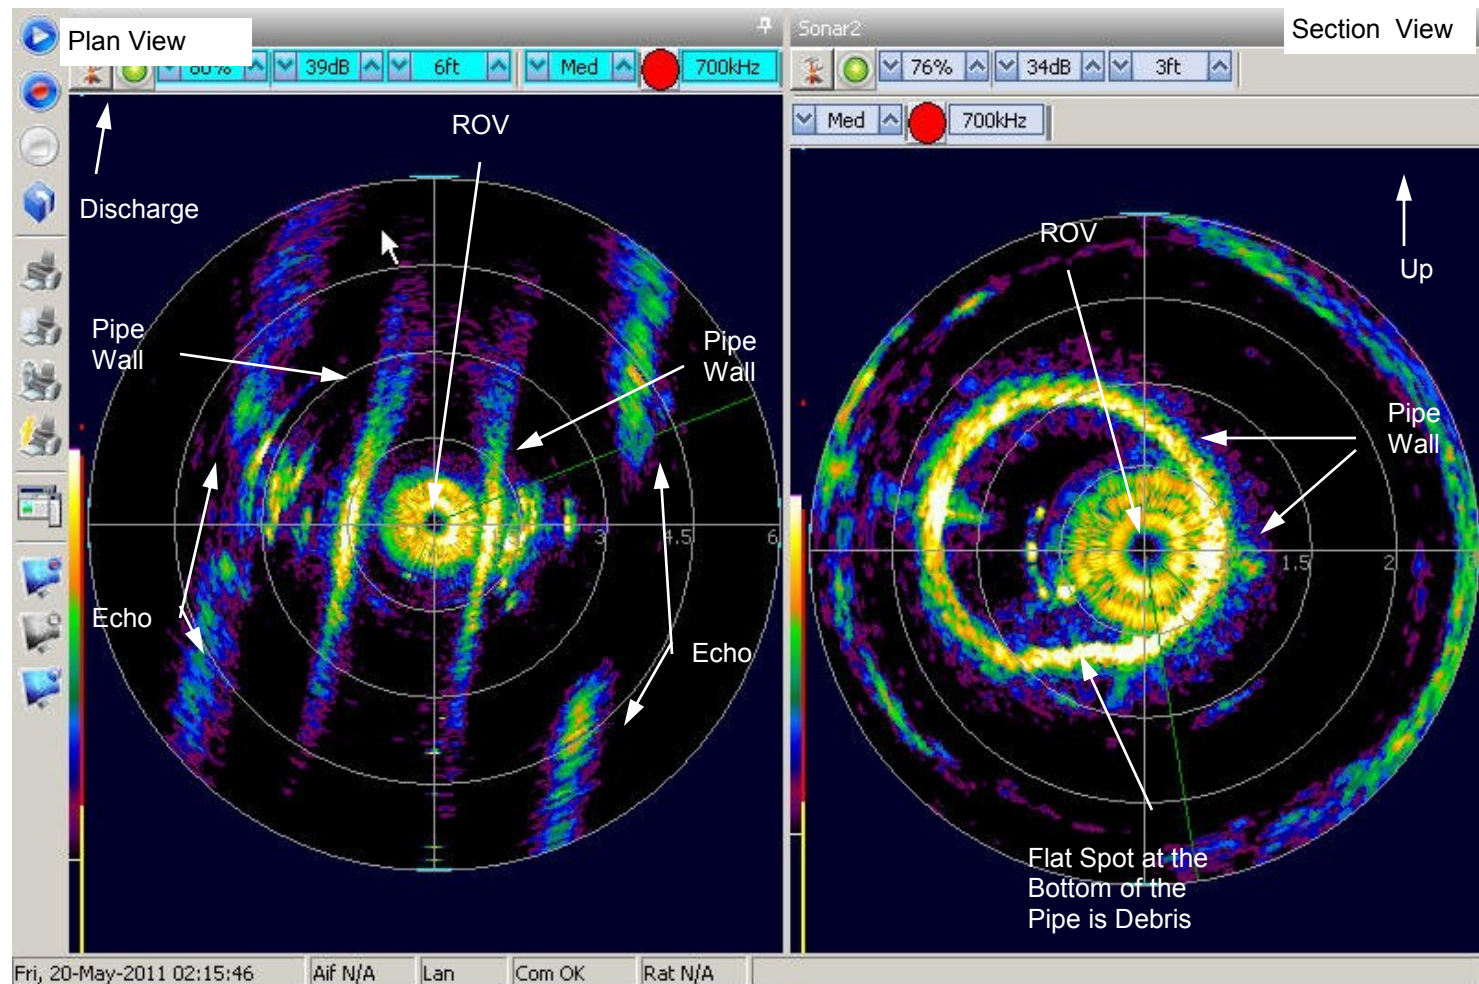 Plan View
Sonar2
Section View
60%
39dB
6ft
Med
700kHz
76%
34dB
3ft
Med
700kHz
ROV
Discharge
Pipe
Wall
Pipe
Wall
3
4.5
6
Echo
Echo
ROV
Up
Pipe
Wall
1.5
2
Flat Spot at the
Bottom of the
Pipe is Debris
Fri, 20-May-2011 02:15:46
Aif N/A
Lan
Com OK
Rat N/A